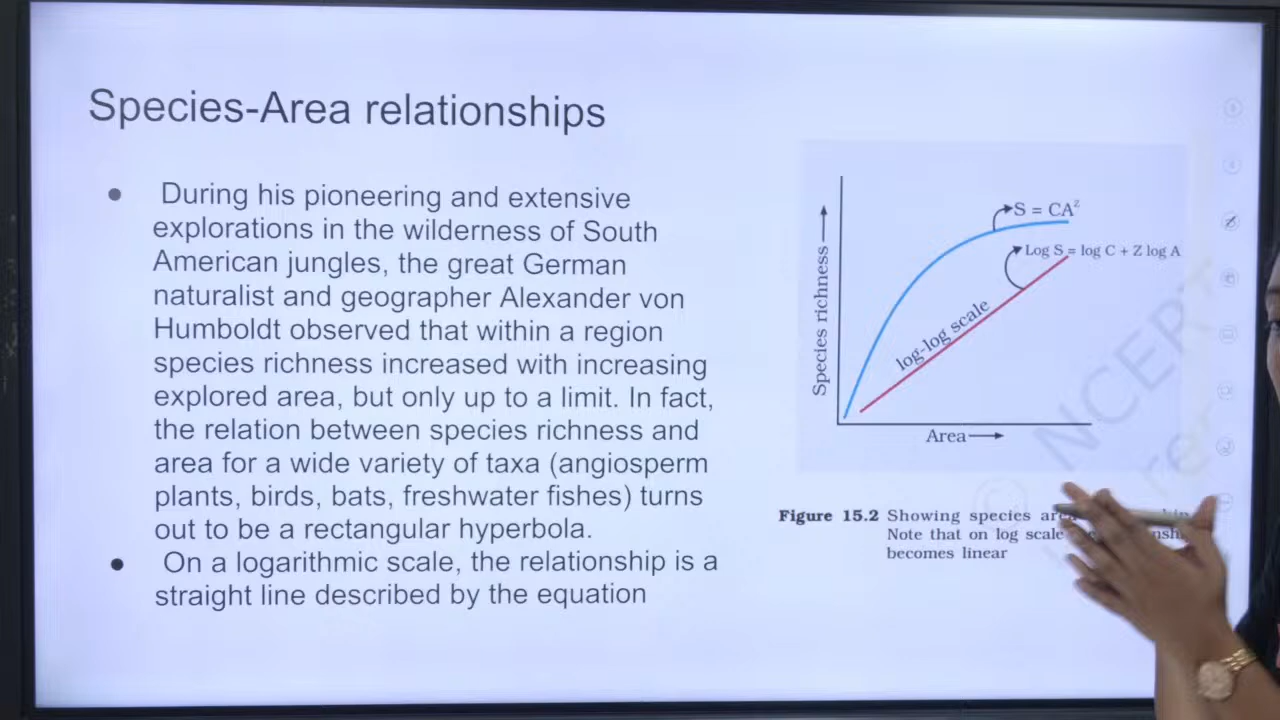 Species-Area relationships
● During his pioneering and extensive
explorations in the wilderness of South
American jungles, the great German
naturalist and geographer Alexander von
Humboldt observed that within a region
species richness increased with increasing
explored area, but only up to a limit. In fact,
the relation between species richness and
area for a wide variety of taxa (angiosperm
plants, birds, bats, freshwater fishes) turns
out to be a rectangular hyperbola.
● On a logarithmic scale, the relationship is a
straight line described by the equation
Species richness
S = CAᶻ
Log S = log C + Z log A
log-log scale
Area
© NCERT
re
Figure 15.2 Showing species
Note that on log scale
becomes linear